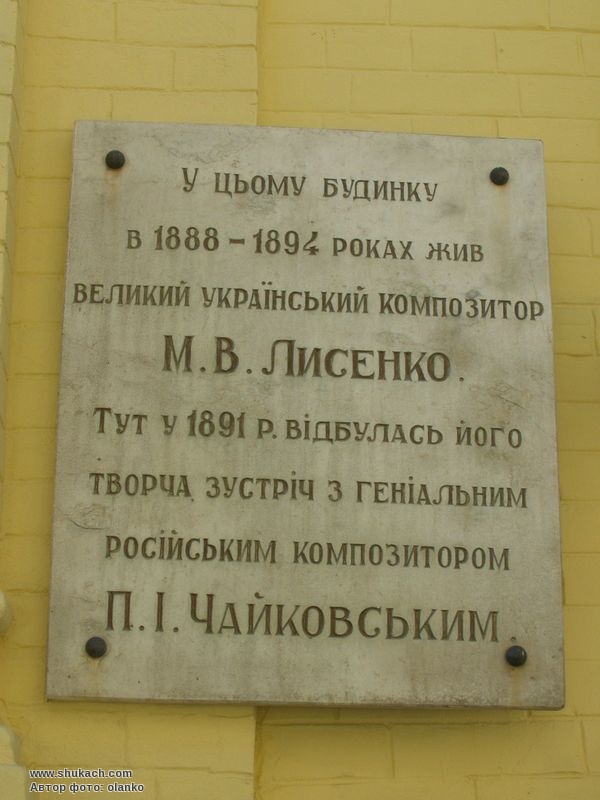 У цьому будинку
в 1888 – 1894 роках жив
великий український композитор
М. В. Лисенко.
Тут у 1891 р. відбулась його
творча зустріч з геніальним
російським композитором
П. І. Чайковським.
www.shukach.com
Автор фото: olanko